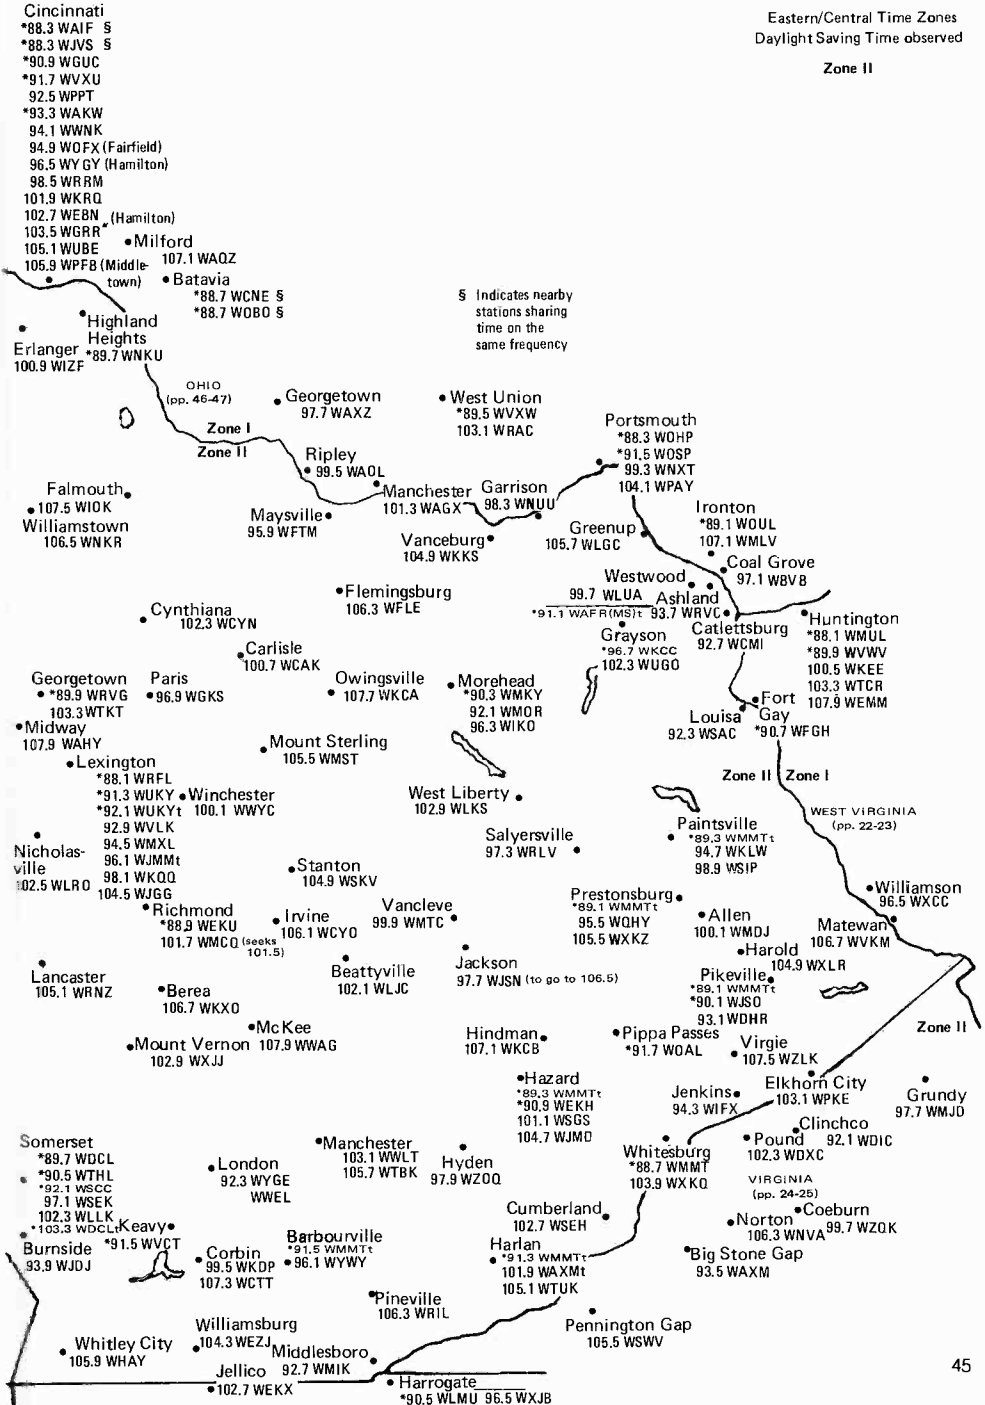 Eastern/Central Time Zones
Daylight Saving Time observed
Zone II
Cincinnati
*88.3 WAIF §
*88.3 WJVS §
*90.9 WGUC
*91.7 WVXU
92.5 WPPT
*93.3 WAKW
94.1 WWNK
94.9 WOFX (Fairfield)
96.5 WYGY (Hamilton)
98.5 WRRM
101.9 WKRQ
102.7 WEBN
103.5 WGRR (Hamilton)
105.1 WUBE
105.9 WPFB (Middle-
town)
Milford
107.1 WAQZ
Batavia
*88.7 WCNE §
*88.7 WOBO §
§ Indicates nearby
stations sharing
time on the
same frequency
Highland
Heights
*89.7 WNKU
Erlanger
100.9 WIZF
OHIO
(pp. 46-47)
Zone I
Zone II
Georgetown
97.7 WAXZ
West Union
*89.5 WVXW
103.1 WRAC
Portsmouth
*88.3 WOHP
*91.5 WOSP
99.3 WNXT
104.1 WPAY
Ripley
99.5 WAOL
Manchester
101.3 WAGX
Garrison
98.3 WNUU
Falmouth
107.5 WIOK
Williamstown
106.5 WNKR
Maysville
95.9 WFTM
Vanceburg
104.9 WKKS
Greenup
105.7 WLGC
Ironton
*89.1 WOUL
107.1 WMLV
Coal Grove
97.1 WBVB
Westwood
99.7 WLUA
Ashland
*91.1 WAFR(MS)t 93.7 WRVC
Flemingsburg
106.3 WFLE
Cynthiana
102.3 WCYN
Grayson
*96.7 WKCC
102.3 WUGO
Catlettsburg
92.7 WCMI
Huntington
*88.1 WMUL
*89.9 WVWV
100.5 WKEE
103.3 WTCR
107.9 WEMM
Carlisle
100.7 WCAK
Georgetown
*89.9 WRVG
103.3 WTKT
Paris
96.9 WGKS
Owingsville
107.7 WKCA
Morehead
*90.3 WMKY
92.1 WMOR
96.3 WIKO
Louisa
92.3 WSAC
Fort
Gay
*90.7 WFGH
Midway
107.9 WAHY
Mount Sterling
105.5 WMST
Zone II Zone I
Lexington
*88.1 WRFL
*91.3 WUKY
*92.1 WUKYt
92.9 WVLK
94.5 WMXL
96.1 WJMMt
98.1 WKQQ
104.5 WJGG
Winchester
100.1 WWYC
West Liberty
102.9 WLKS
WEST VIRGINIA
(pp. 22-23)
Nicholas-
ville
102.5 WLRO
Salyersville
97.3 WRLV
Paintsville
*89.3 WMMTt
94.7 WKLW
98.9 WSIP
Stanton
104.9 WSKV
Richmond
*88.9 WEKU
101.7 WMCQ (seeks
101.5)
Irvine
106.1 WCYO
Vancleve
99.9 WMTC
Prestonsburg
*89.1 WMMTt
95.5 WQHY
105.5 WXKZ
Allen
100.1 WMDJ
Williamson
96.5 WXCC
Matewan
106.7 WVKM
Harold
104.9 WXLR
Lancaster
105.1 WRNZ
Beattyville
102.1 WLJC
Jackson
97.7 WJSN (to go to 106.5)
Pikeville
*89.1 WMMTt
*90.1 WJSO
93.1 WDHR
Berea
106.7 WKXO
McKee
107.9 WWAG
Mount Vernon
102.9 WXJJ
Hindman
107.1 WKCB
Pippa Passes
*91.7 WOAL
Virgie
107.5 WZLK
Zone II
Hazard
*89.3 WMMTt
*90.9 WEKH
101.1 WSGS
104.7 WJMD
Jenkins
94.3 WIFX
Elkhorn City
103.1 WPKE
Grundy
97.7 WMJD
Clinchco
92.1 WDIC
Somerset
*89.7 WDCL
*90.5 WTHL
*92.1 WSCC
97.1 WSEK
102.3 WLLK
*103.3 WDCLt
London
92.3 WYGE
WWEL
Manchester
103.1 WWLT
105.7 WTBK
Hyden
97.9 WZQQ
Whitesburg
*88.7 WMMT
103.9 WXKQ
Pound
102.3 WDXC
VIRGINIA
(pp. 24-25)
Coeburn
99.7 WZQK
Norton
106.3 WNVA
Cumberland
102.7 WSEH
Keavy
*91.5 WVCT
Burnside
93.9 WJDJ
Corbin
99.5 WKDP
107.3 WCTT
Barbourville
*91.5 WMMTt
96.1 WYWY
Harlan
*91.3 WMMTt
101.9 WAXMt
105.1 WTUK
Big Stone Gap
93.5 WAXM
Pineville
106.3 WRIL
Pennington Gap
105.5 WSWV
Whitley City
105.9 WHAY
Williamsburg
104.3 WEZJ
Middlesboro
92.7 WMIK
Jellico
102.7 WEKX
Harrogate
*90.5 WLMU 96.5 WXJB
45